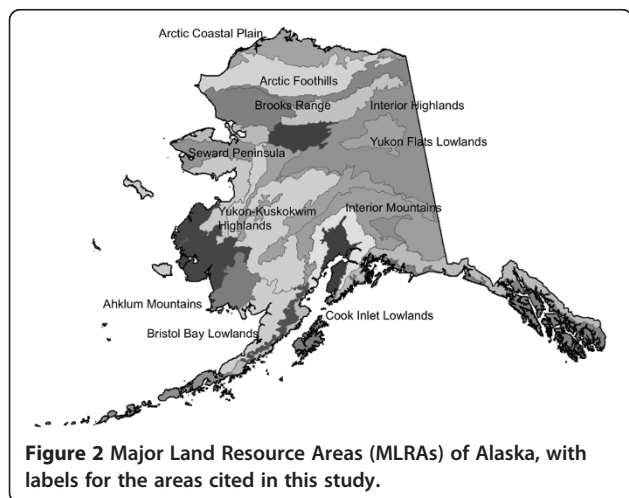 Arctic Coastal Plain
Arctic Foothills
Brooks Range
Interior Highlands
Yukon Flats Lowlands
Seward Peninsula
Yukon-Kuskokwim
Highlands
Interior Mountains
Ahklum Mountains
Cook Inlet Lowlands
Bristol Bay Lowlands
Figure 2 Major Land Resource Areas (MLRAs) of Alaska, with
labels for the areas cited in this study.